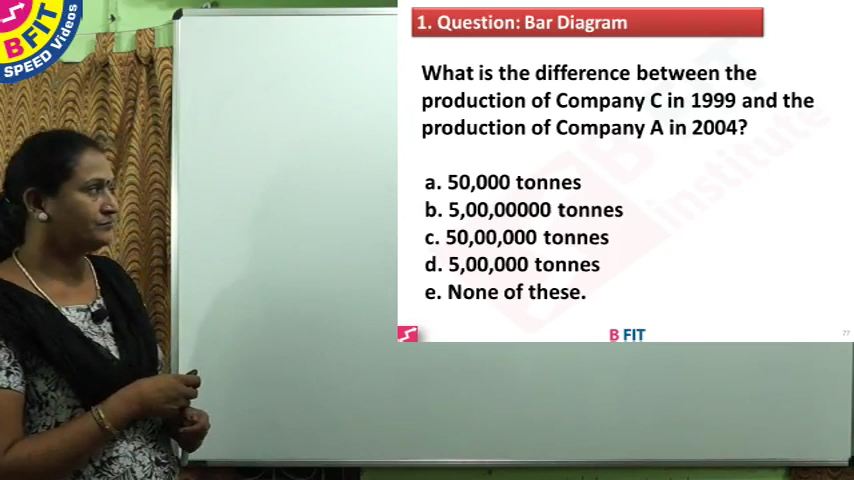 BFIT
SPEED Videos
1. Question: Bar Diagram
What is the difference between the
production of Company C in 1999 and the
production of Company A in 2004?
a. 50,000 tonnes
b. 5,00,00000 tonnes
c. 50,00,000 tonnes
d. 5,00,000 tonnes
e. None of these.
institute
B FIT
77